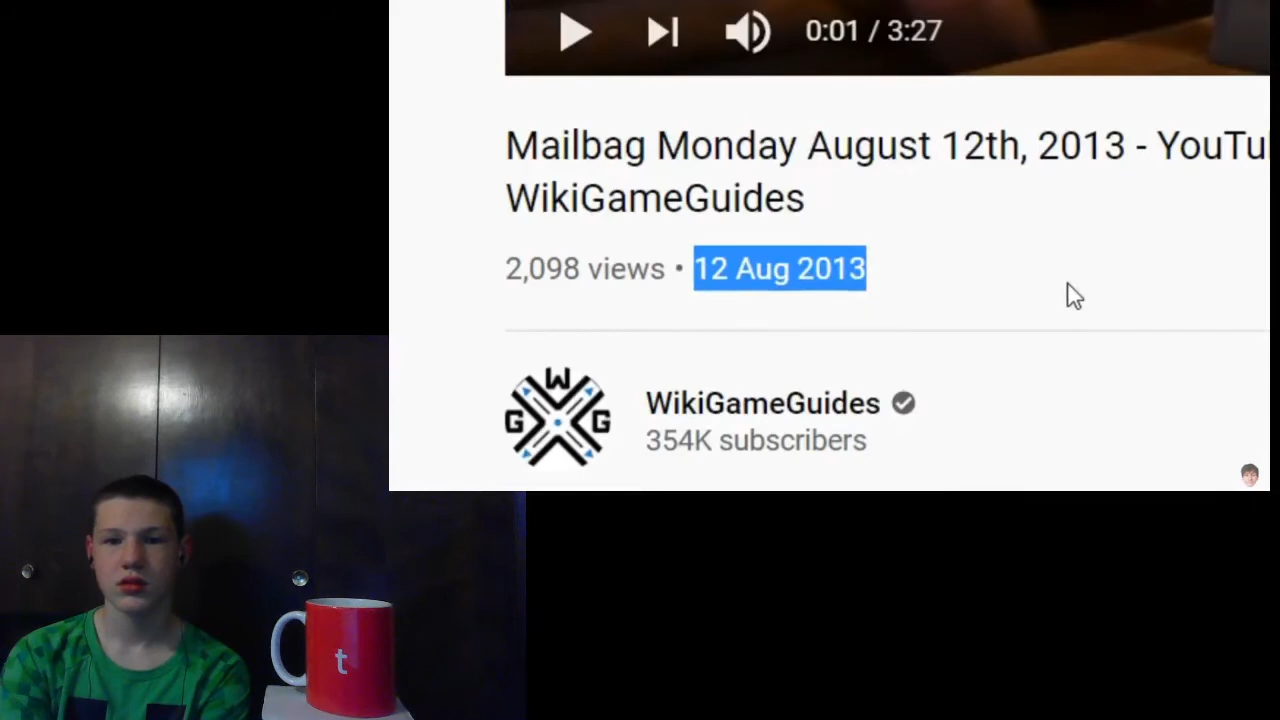 0:01 / 3:27
Mailbag Monday August 12th, 2013 - YouTu
WikiGameGuides
2,098 views • 12 Aug 2013
W
G G
WikiGameGuides
354K subscribers
t